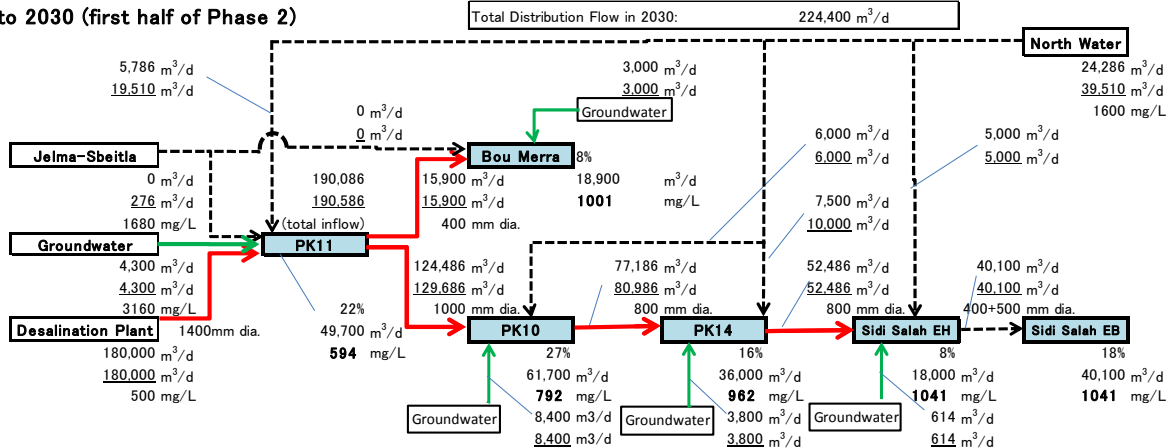 to 2030 (first half of Phase 2)
Total Distribution Flow in 2030: 224,400 m³/d
North Water
24,286 m³/d
39,510 m³/d
1600 mg/L
5,786 m³/d
19,510 m³/d
3,000 m³/d
3,000 m³/d
Groundwater
0 m³/d
0 m³/d
6,000 m³/d
6,000 m³/d
5,000 m³/d
5,000 m³/d
Jelma-Sbeitla
0 m³/d
276 m³/d
1680 mg/L
Bou Merra
8%
18,900 m³/d
1001 mg/L
190,086
190,586
(total inflow)
15,900 m³/d
15,900 m³/d
400 mm dia.
7,500 m³/d
10,000 m³/d
Groundwater
4,300 m³/d
4,300 m³/d
3160 mg/L
PK11
22%
49,700 m³/d
594 mg/L
124,486 m³/d
129,686 m³/d
1000 mm dia.
77,186 m³/d
80,986 m³/d
800 mm dia.
52,486 m³/d
52,486 m³/d
800 mm dia.
40,100 m³/d
40,100 m³/d
400+500 mm dia.
Desalination Plant
1400mm dia.
180,000 m³/d
180,000 m³/d
500 mg/L
PK10
27%
61,700 m³/d
792 mg/L
Groundwater
8,400 m3/d
8,400 m3/d
PK14
16%
36,000 m³/d
962 mg/L
Groundwater
3,800 m³/d
3,800 m³/d
Sidi Salah EH
8%
18,000 m³/d
1041 mg/L
Groundwater
614 m³/d
614 m³/d
Sidi Salah EB
18%
40,100 m³/d
1041 mg/L